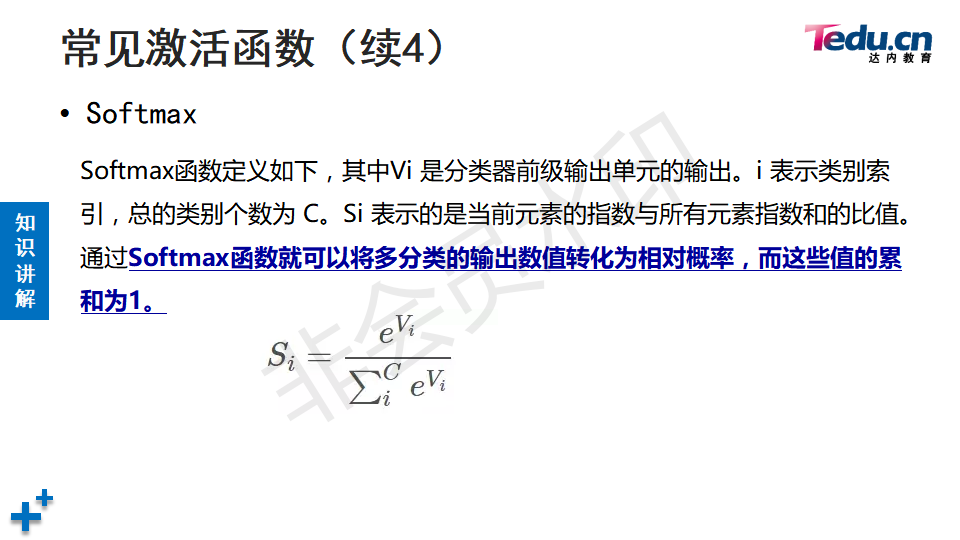 常见激活函数（续4）
Tedu.cn
达内教育
• Softmax
Softmax函数定义如下，其中Vi 是分类器前级输出单元的输出。i 表示类别索
引，总的类别个数为 C。Si 表示的是当前元素的指数与所有元素指数和的比值。
通过Softmax函数就可以将多分类的输出数值转化为相对概率，而这些值的累
和为1。
知识讲解
S_i = \frac{e^{V_i}}{\sum_i^C e^{V_i}}
非会员水印